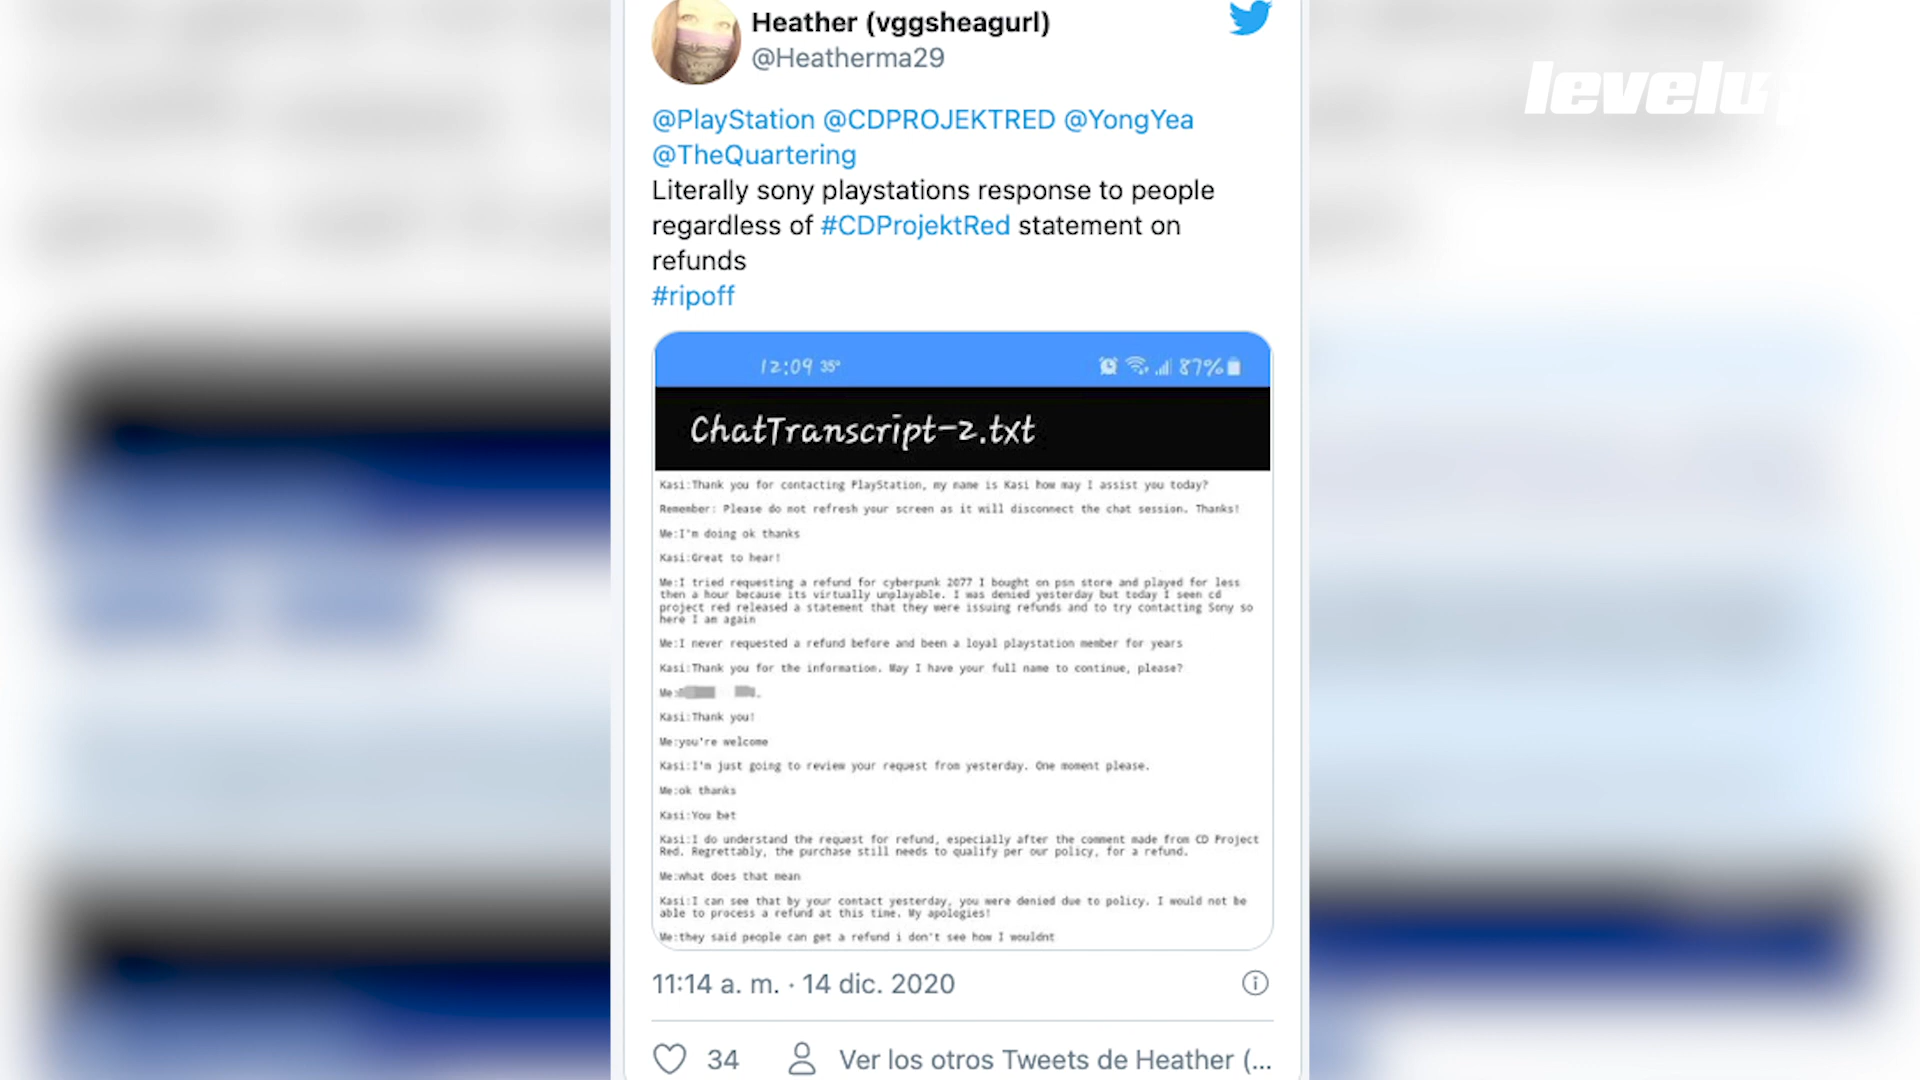 Heather (vggsheagurl)
@Heatherma29
levelup
@PlayStation @CDPROJEKTRED @YongYea
@TheQuartering
Literally sony playstations response to people
regardless of #CDProjektRed statement on
refunds
#ripoff
12:09 35° 87%
ChatTranscript-2.txt
Kasi:Thank you for contacting PlayStation, my name is Kasi how may I assist you today?
Remember: Please do not refresh your screen as it will disconnect the chat session. Thanks!
Me:I'm doing ok thanks
Kasi:Great to hear!
Me:I tried requesting a refund for cyberpunk 2077 I bought on psn store and played for less
then a hour because its virtually unplayable. I was denied yesterday but today I seen cd
project red released a statement that they were issuing refunds and to try contacting Sony so
here I am again
Me:I never requested a refund before and been a loyal playstation member for years
Kasi:Thank you for the information. May I have your full name to continue, please?
Me:
Kasi:Thank you!
Me:you're welcome
Kasi:I'm just going to review your request from yesterday. One moment please.
Me:ok thanks
Kasi:You bet
Kasi:I do understand the request for refund, especially after the comment made from CD Project
Red. Regrettably, the purchase still needs to qualify per our policy, for a refund.
Me:what does that mean
Kasi:I can see that by your contact yesterday, you were denied due to policy. I would not be
able to process a refund at this time. My apologies!
Me:they said people can get a refund i don't see how I wouldnt
11:14 a. m. · 14 dic. 2020
34 Ver los otros Tweets de Heather (...